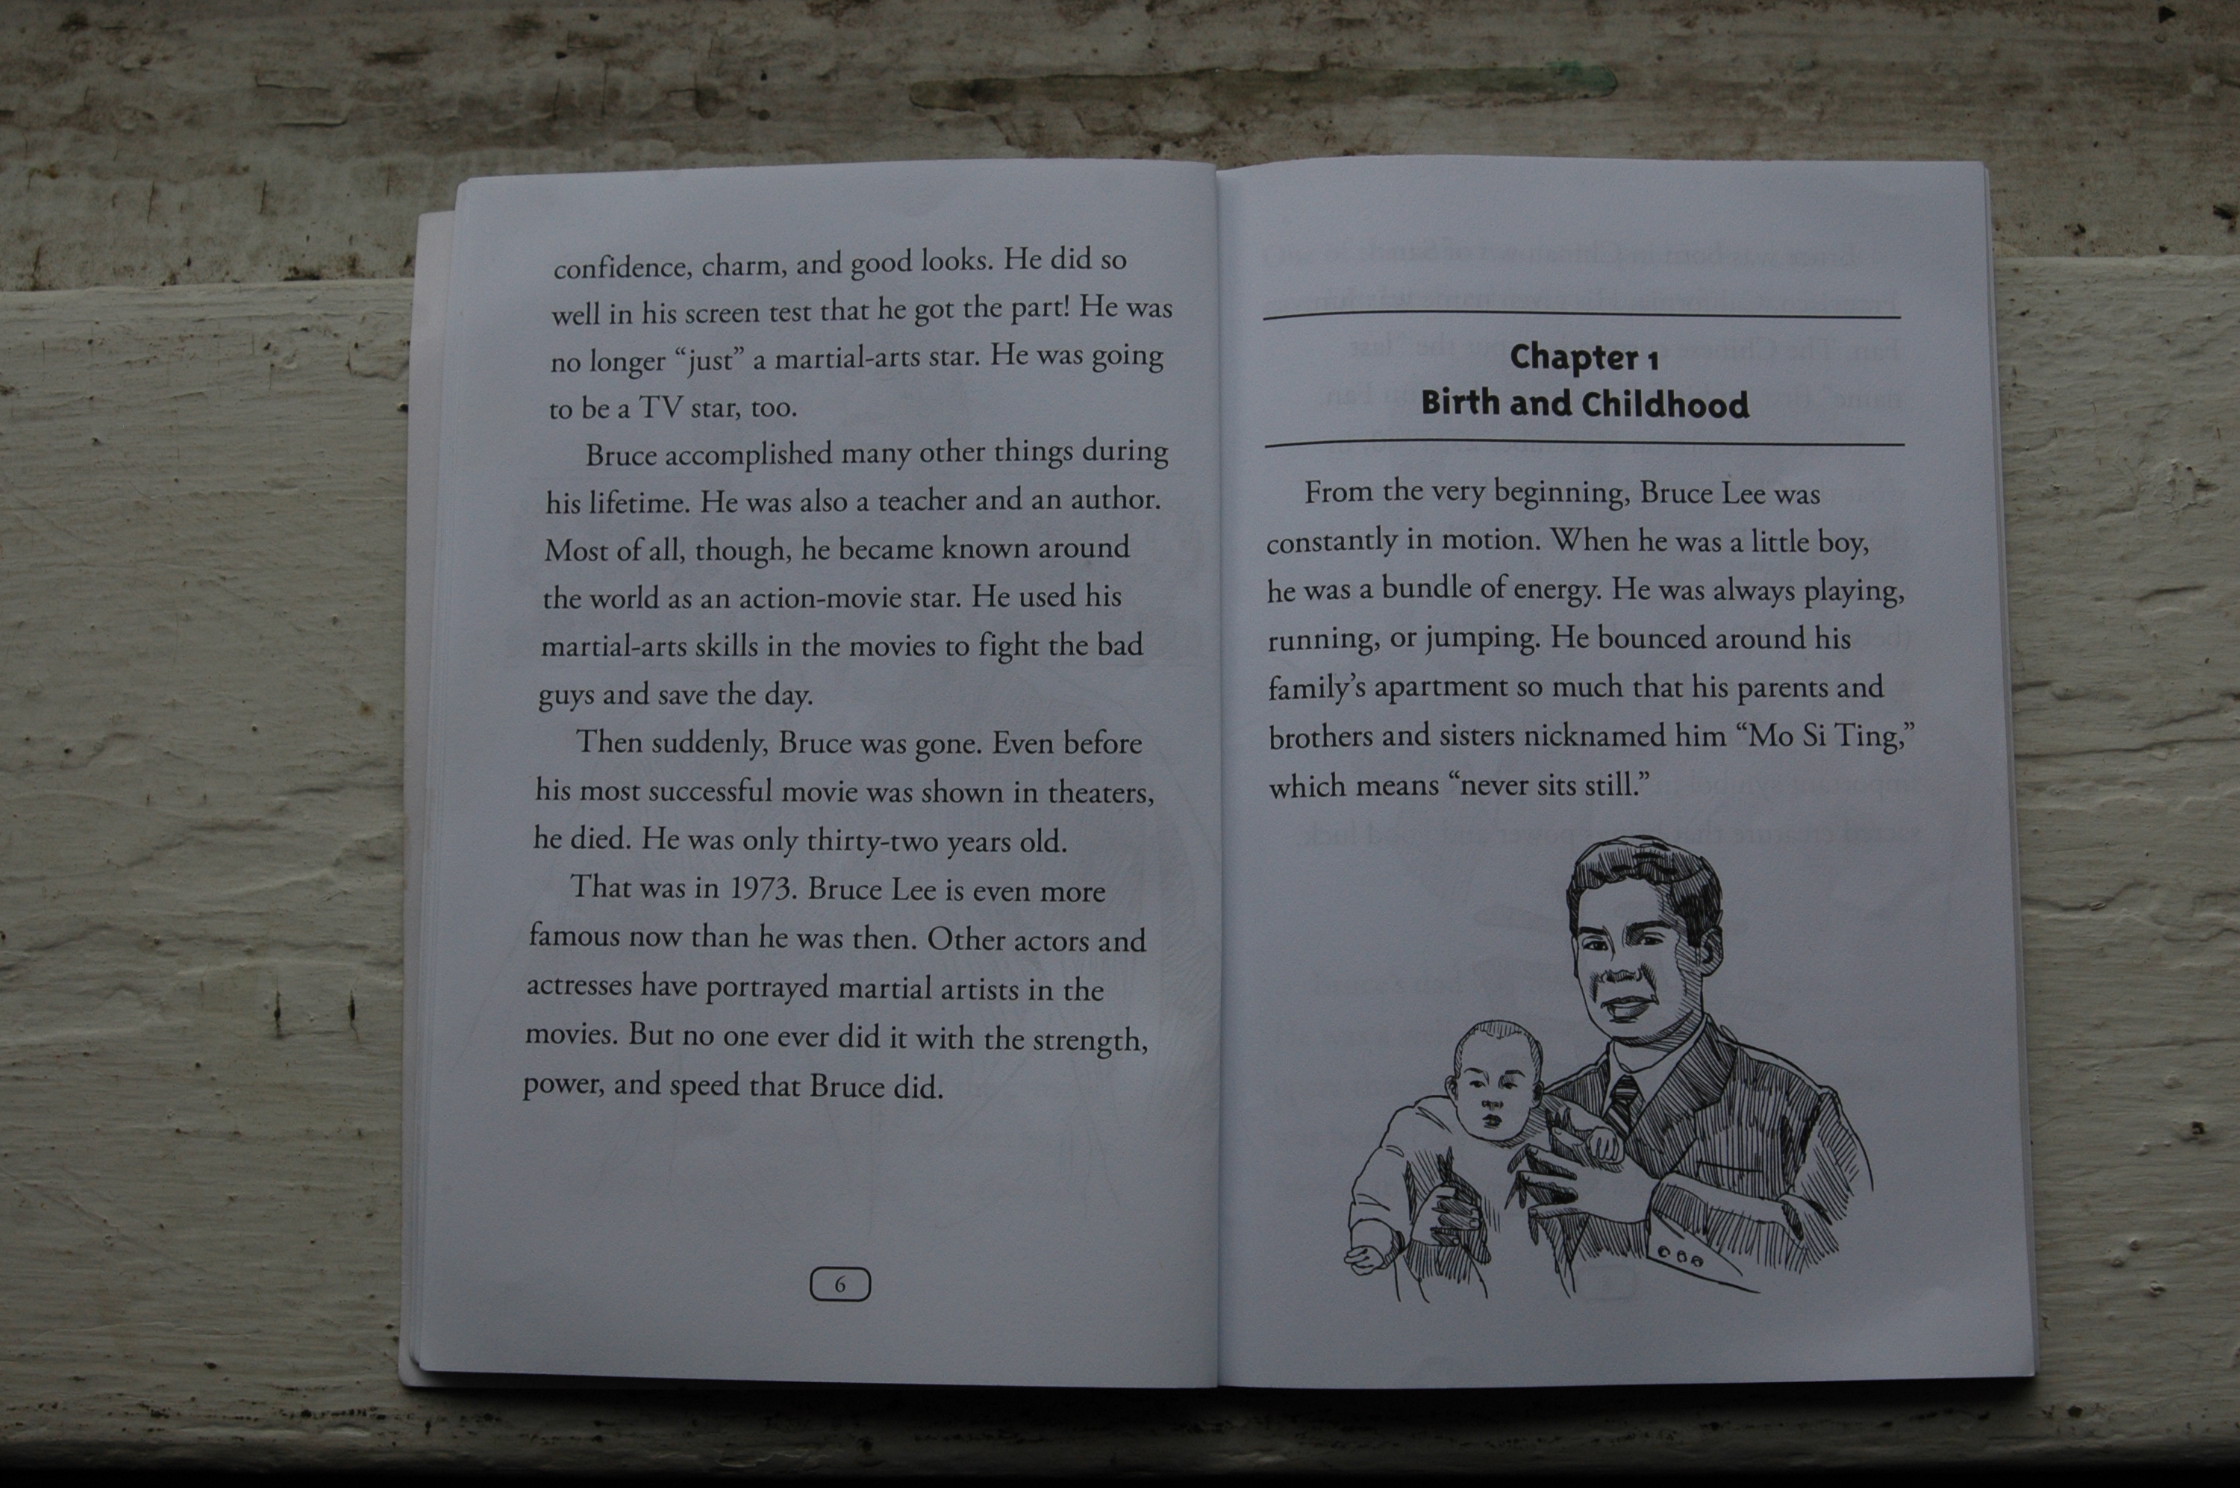 confidence, charm, and good looks. He did so
well in his screen test that he got the part! He was
no longer “just” a martial-arts star. He was going
to be a TV star, too.
Bruce accomplished many other things during
his lifetime. He was also a teacher and an author.
Most of all, though, he became known around
the world as an action-movie star. He used his
martial-arts skills in the movies to fight the bad
guys and save the day.
Then suddenly, Bruce was gone. Even before
his most successful movie was shown in theaters,
he died. He was only thirty-two years old.
That was in 1973. Bruce Lee is even more
famous now than he was then. Other actors and
actresses have portrayed martial artists in the
movies. But no one ever did it with the strength,
power, and speed that Bruce did.
6
Chapter 1
Birth and Childhood
From the very beginning, Bruce Lee was
constantly in motion. When he was a little boy,
he was a bundle of energy. He was always playing,
running, or jumping. He bounced around his
family’s apartment so much that his parents and
brothers and sisters nicknamed him “Mo Si Ting,”
which means “never sits still.”